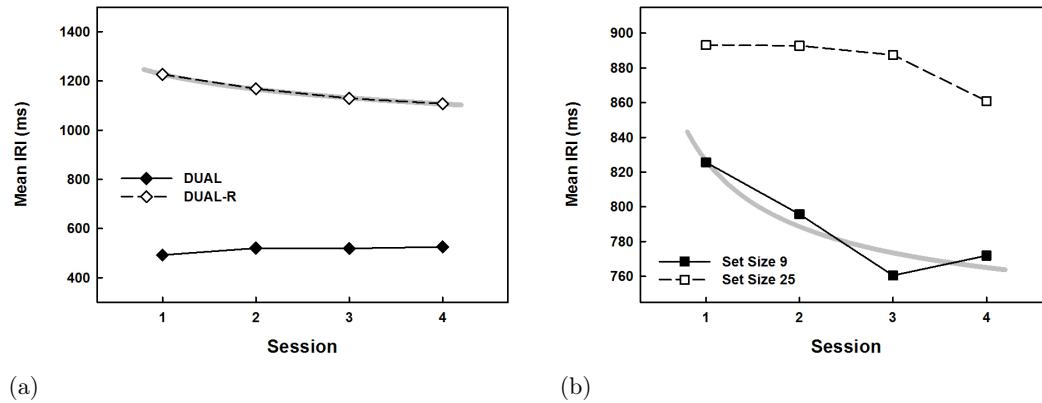 1400
1200
1000
800
600
400
Mean IRI (ms)
DUAL
DUAL-R
1 2 3 4
Session
(a)
900
880
860
840
820
800
780
760
Mean IRI (ms)
Set Size 9
Set Size 25
1 2 3 4
Session
(b)